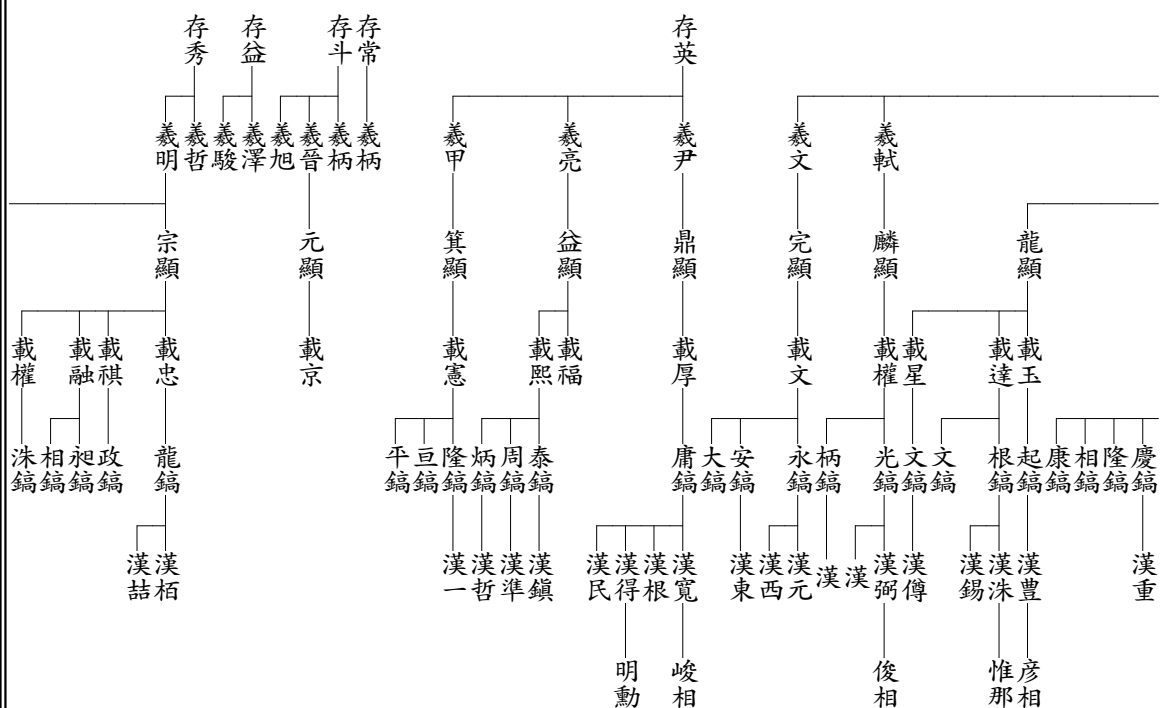 存英
存常
存斗
存益
存秀
羲軾
羲文
羲尹
羲亮
羲甲
羲柄
羲柄
羲晉
羲旭
羲澤
羲駿
羲哲
羲明
龍顯
麟顯
完顯
鼎顯
益顯
箕顯
元顯
宗顯
載玉
載達
載星
載權
載文
載厚
載福
載熙
載憲
載京
載忠
載祺
載融
載權
慶鎬
隆鎬
相鎬
康鎬
起鎬
根鎬
文鎬
文鎬
光鎬
柄鎬
永鎬
安鎬
大鎬
庸鎬
泰鎬
周鎬
炳鎬
隆鎬
亘鎬
平鎬
龍鎬
政鎬
昶鎬
相鎬
洙鎬
漢重
漢豊
漢洙
漢錫
漢傅
漢弼
漢
漢
漢元
漢西
漢東
漢寬
漢根
漢得
漢民
漢鎭
漢準
漢哲
漢一
漢栢
漢喆
彦相
惟那
俊相
峻相
明勳